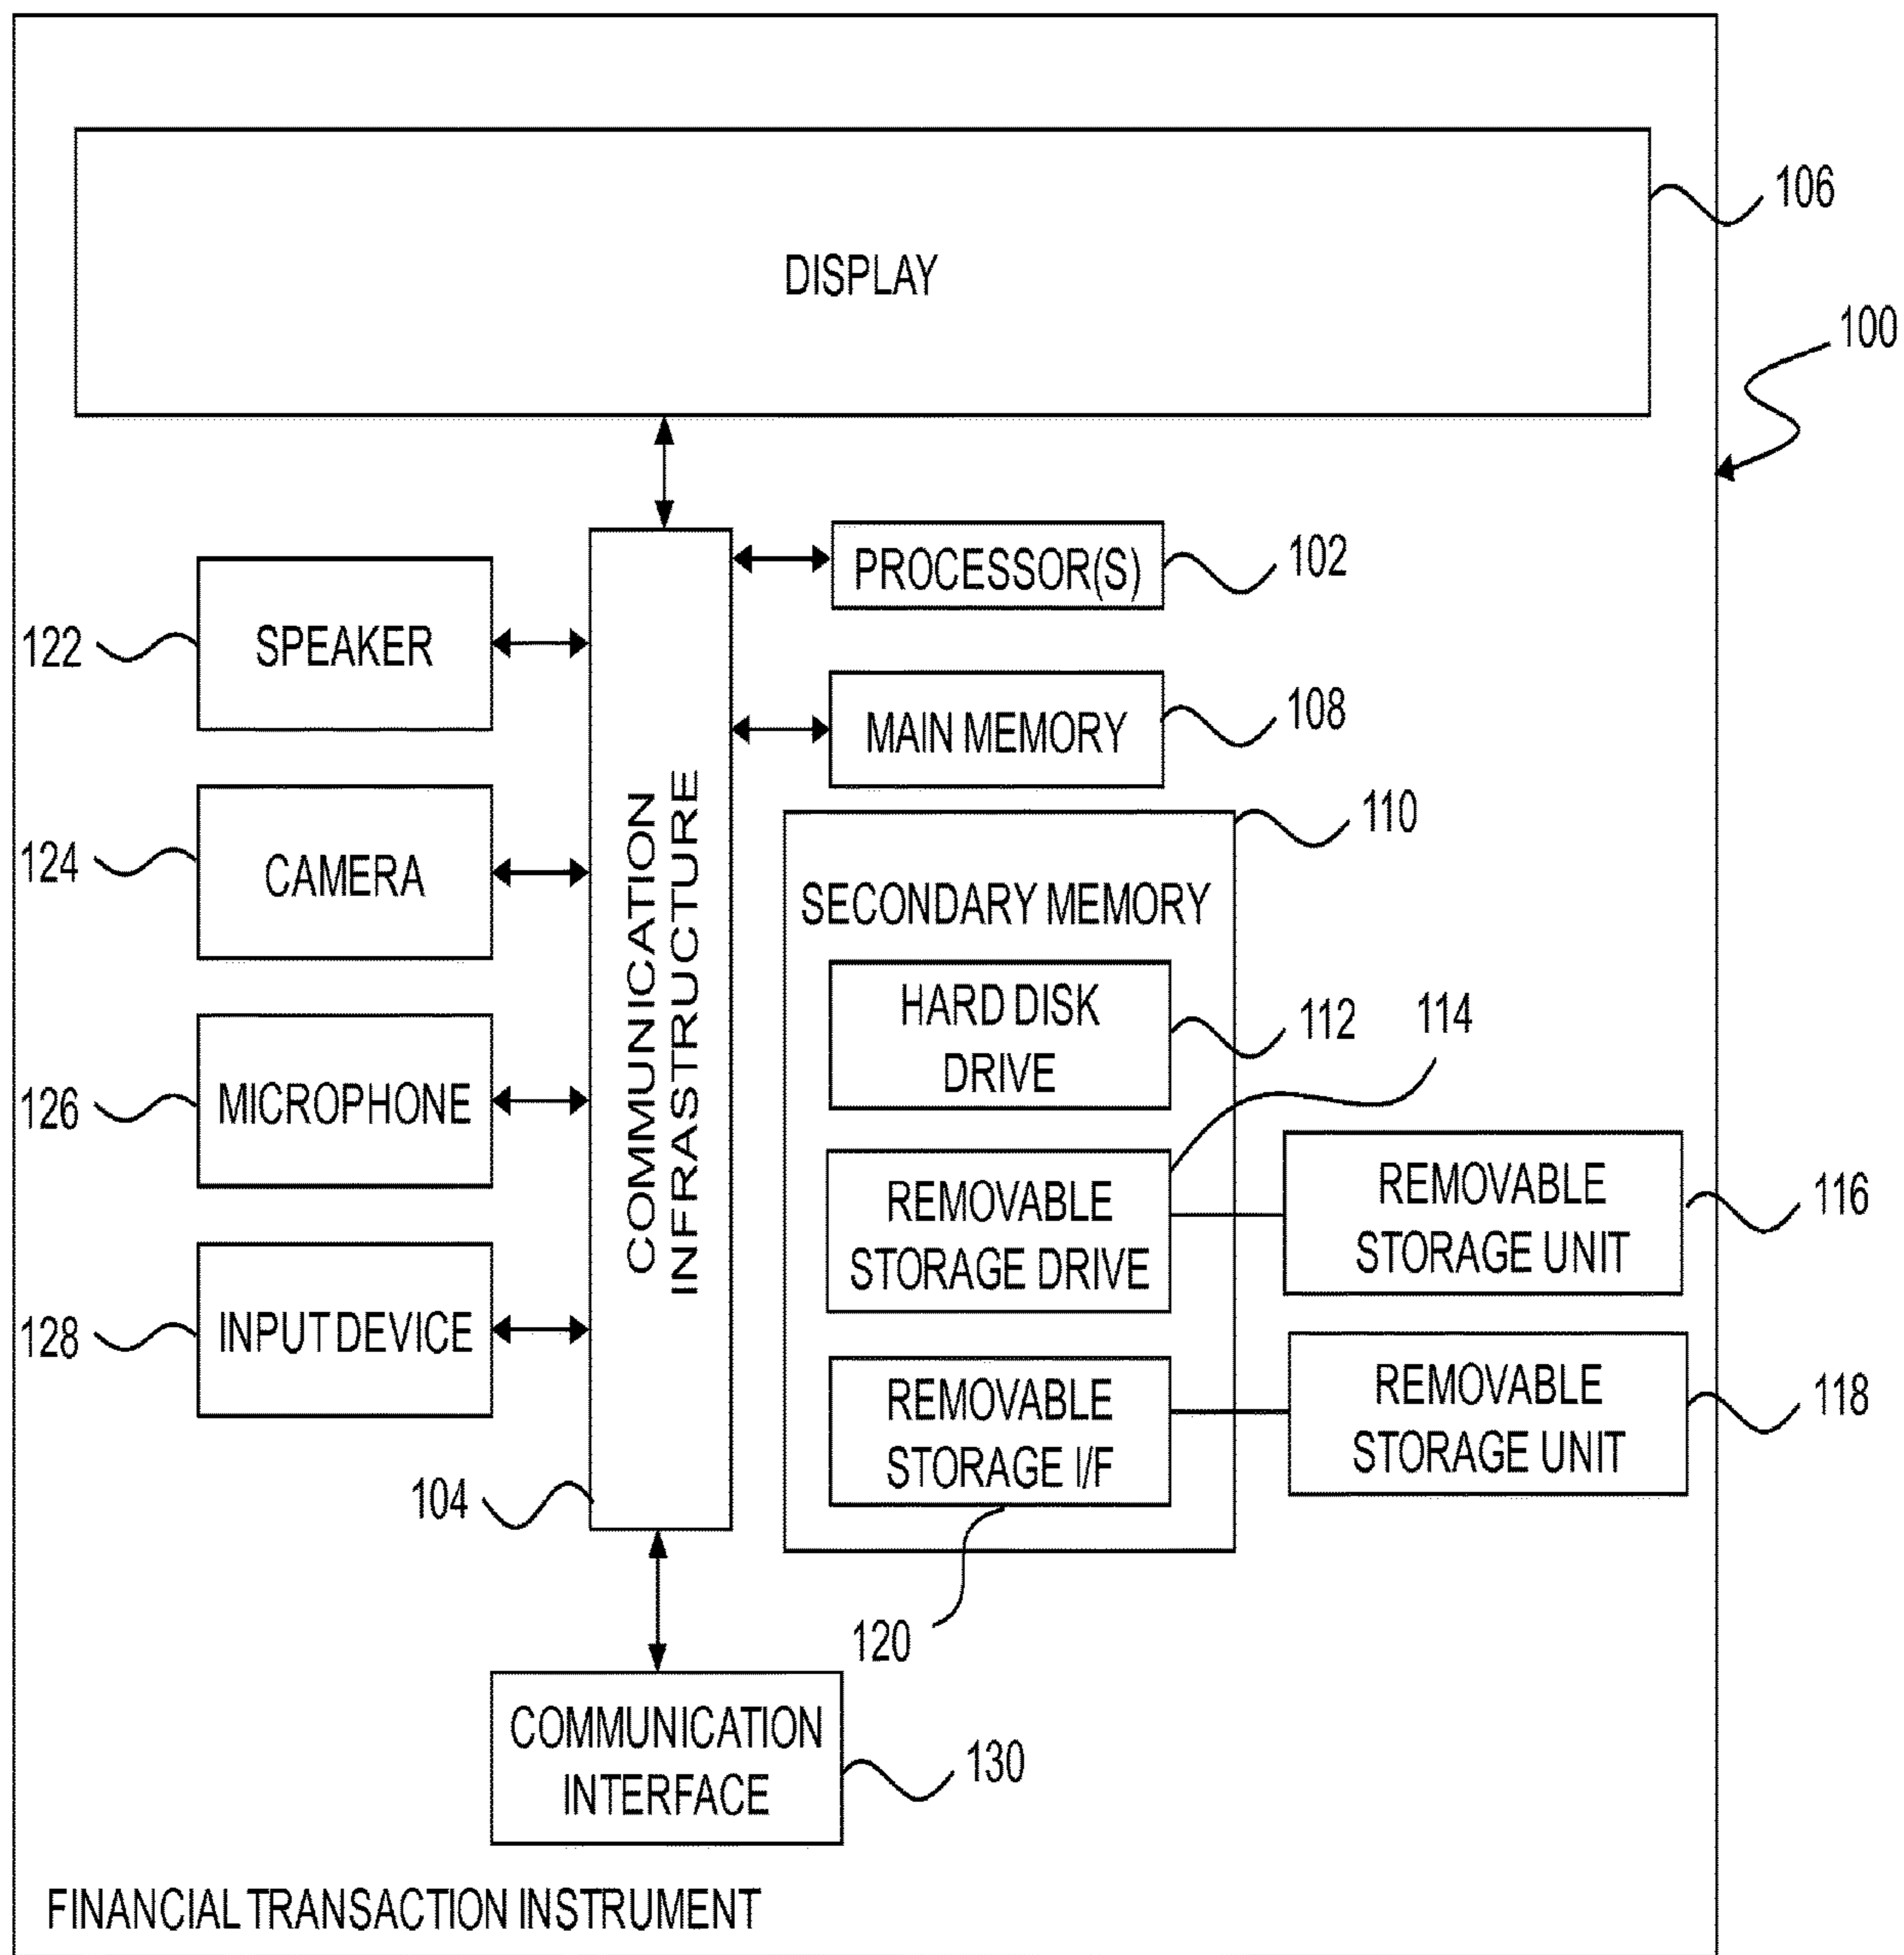 DISPLAY
106
100
PROCESSOR(S)
102
122
SPEAKER
MAIN MEMORY
108
110
124
CAMERA
COMMUNICATION
INFRASTRUCTURE
SECONDARY MEMORY
HARD DISK
DRIVE
112
114
126
MICROPHONE
REMOVABLE
STORAGE DRIVE
REMOVABLE
STORAGE UNIT
116
128
INPUT DEVICE
REMOVABLE
STORAGE I/F
REMOVABLE
STORAGE UNIT
118
104
120
COMMUNICATION
INTERFACE
130
FINANCIAL TRANSACTION INSTRUMENT